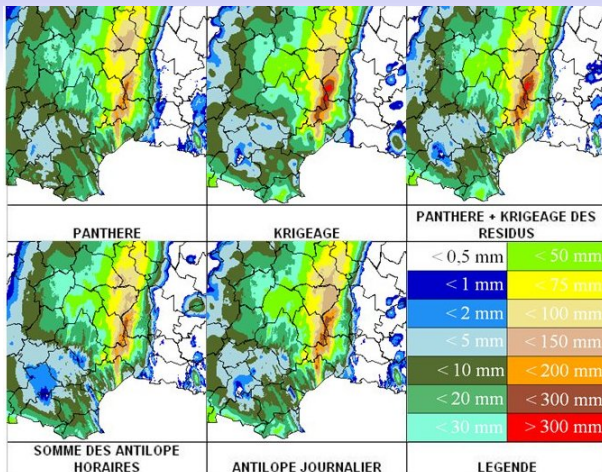 PANTHERE
KRIGEAGE
PANTHERE + KRIGEAGE DES
RESIDUS
< 0,5 mm
< 50 mm
< 1 mm
< 75 mm
< 2 mm
< 100 mm
< 5 mm
< 150 mm
< 10 mm
< 200 mm
< 20 mm
< 300 mm
< 30 mm
> 300 mm
SOMME DES ANTILOPE
HORAIRES
ANTILOPE JOURNALIER
LEGENDE